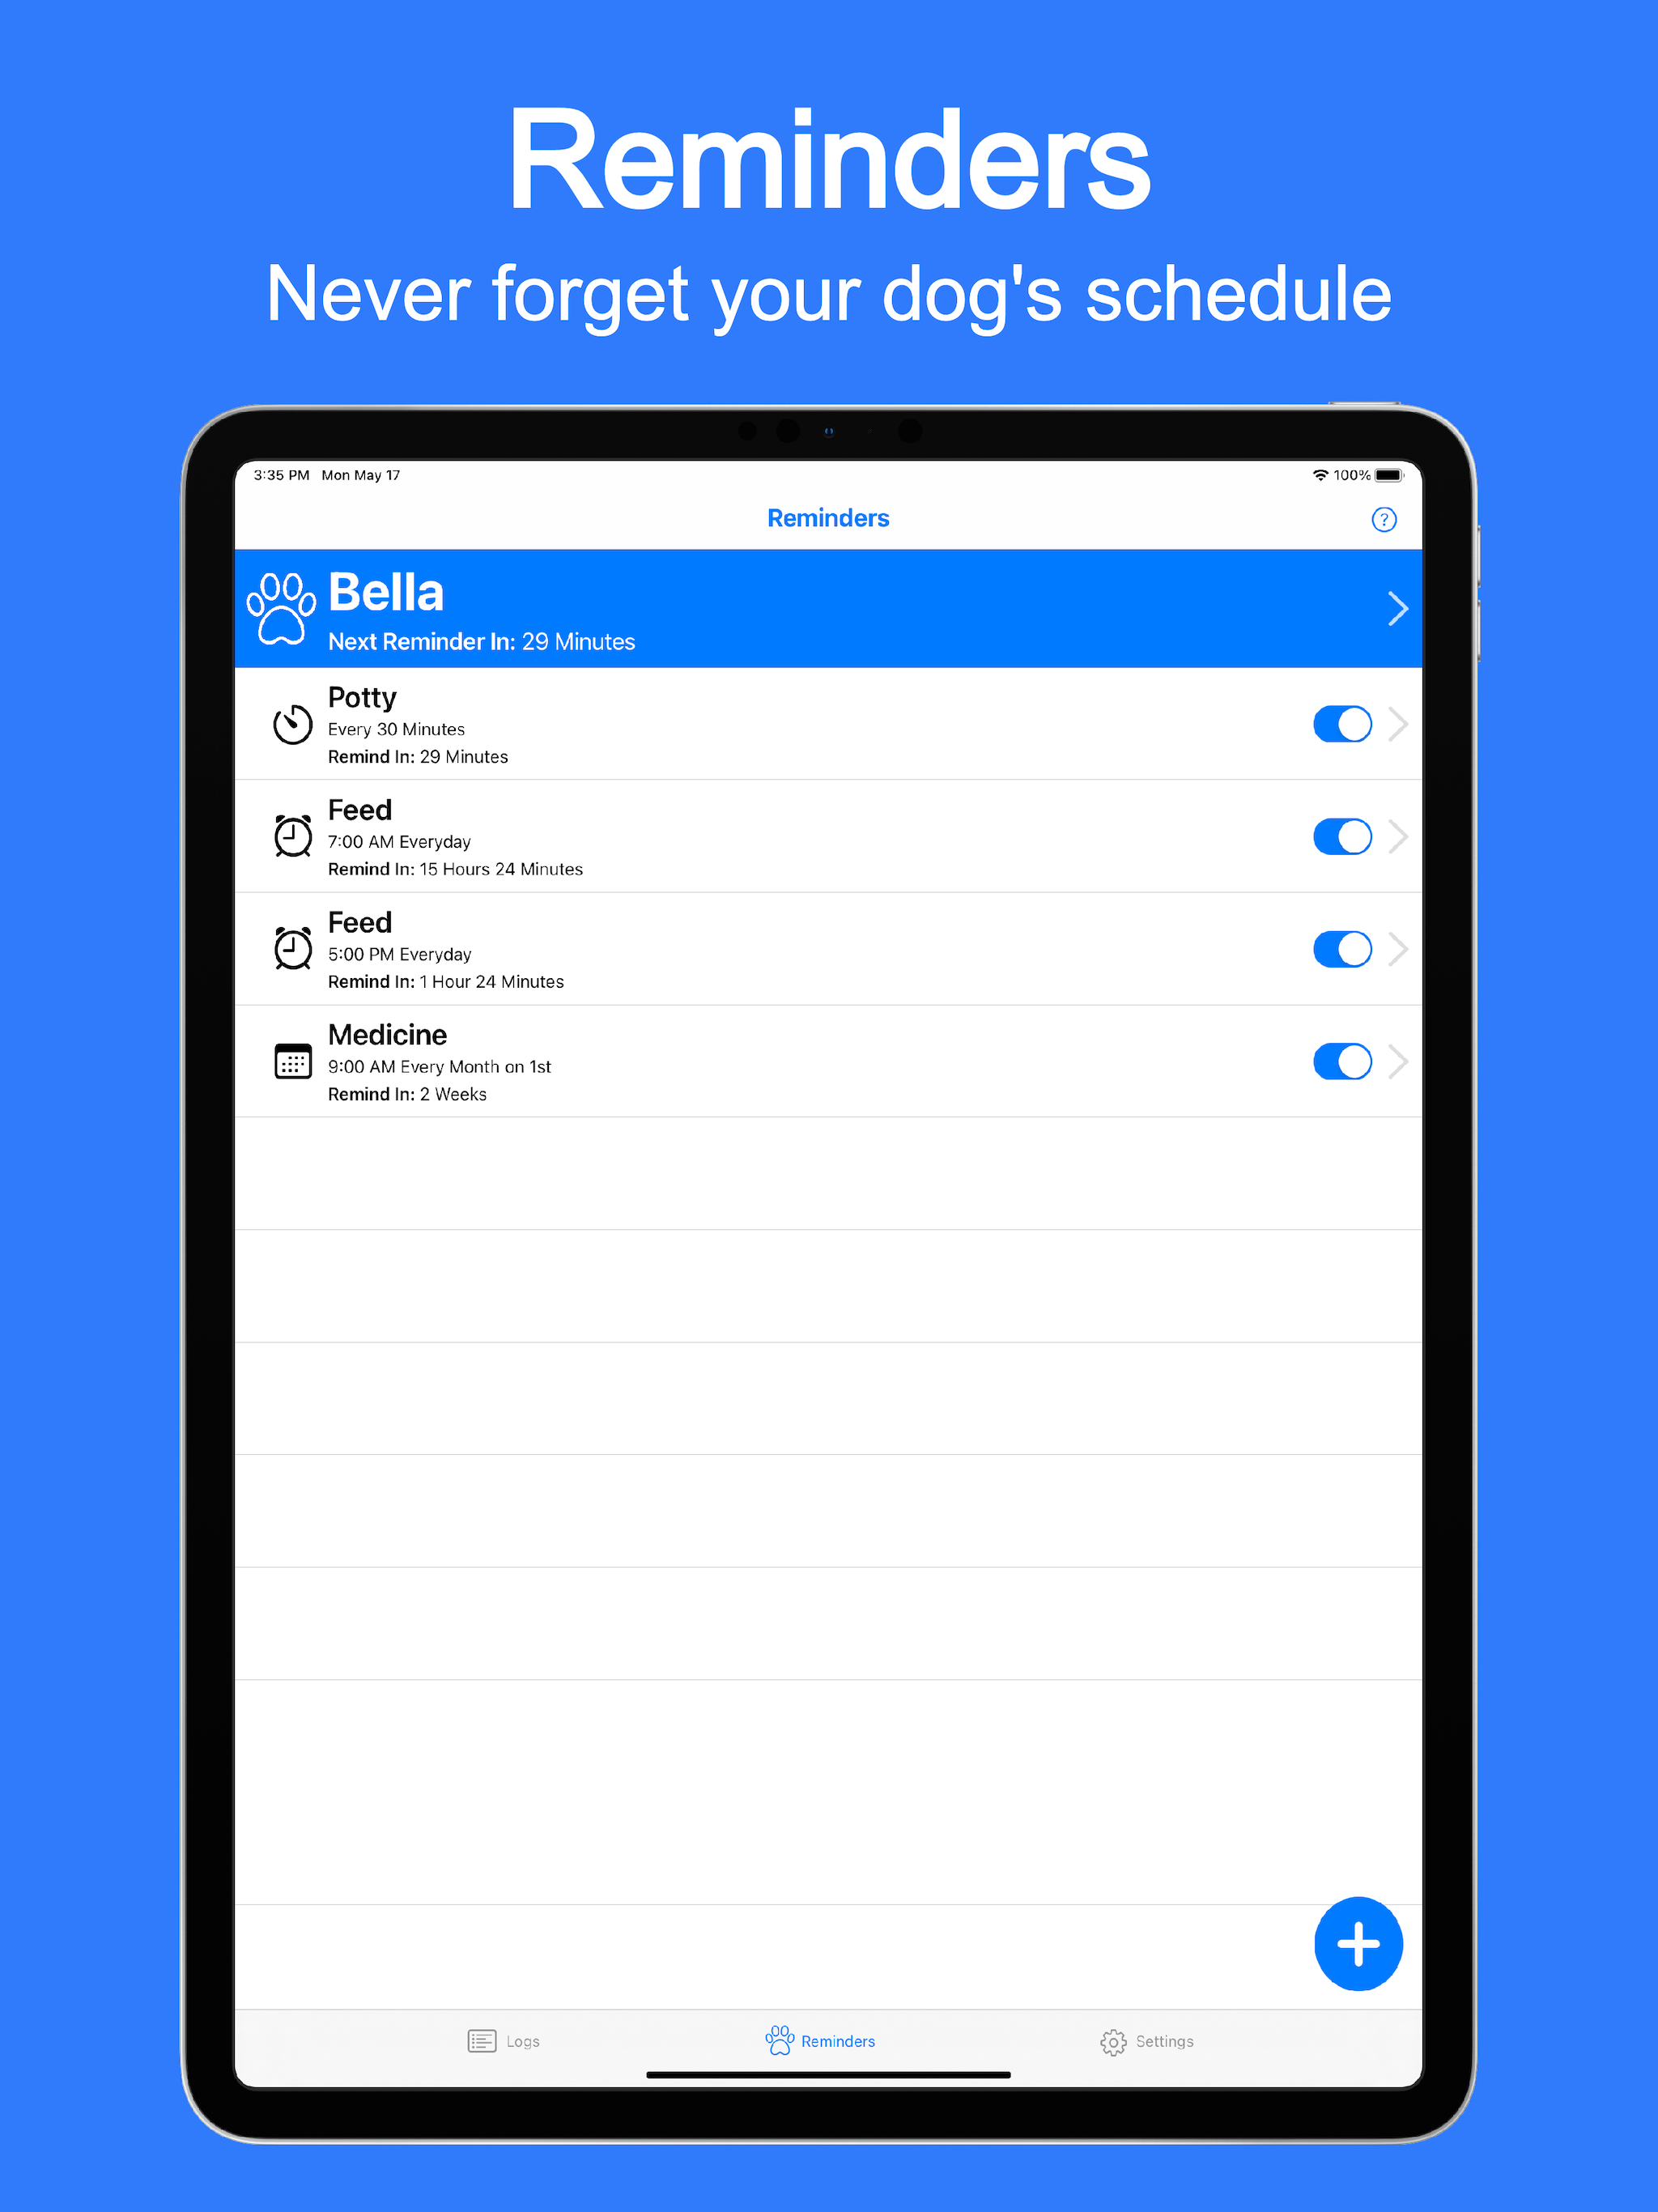 Reminders
Never forget your dog's schedule
3:35 PM Mon May 17
100%
Reminders
?
Bella
Next Reminder In: 29 Minutes
Potty
Every 30 Minutes
Remind In: 29 Minutes
Feed
7:00 AM Everyday
Remind In: 15 Hours 24 Minutes
Feed
5:00 PM Everyday
Remind In: 1 Hour 24 Minutes
Medicine
9:00 AM Every Month on 1st
Remind In: 2 Weeks
Logs
Reminders
Settings